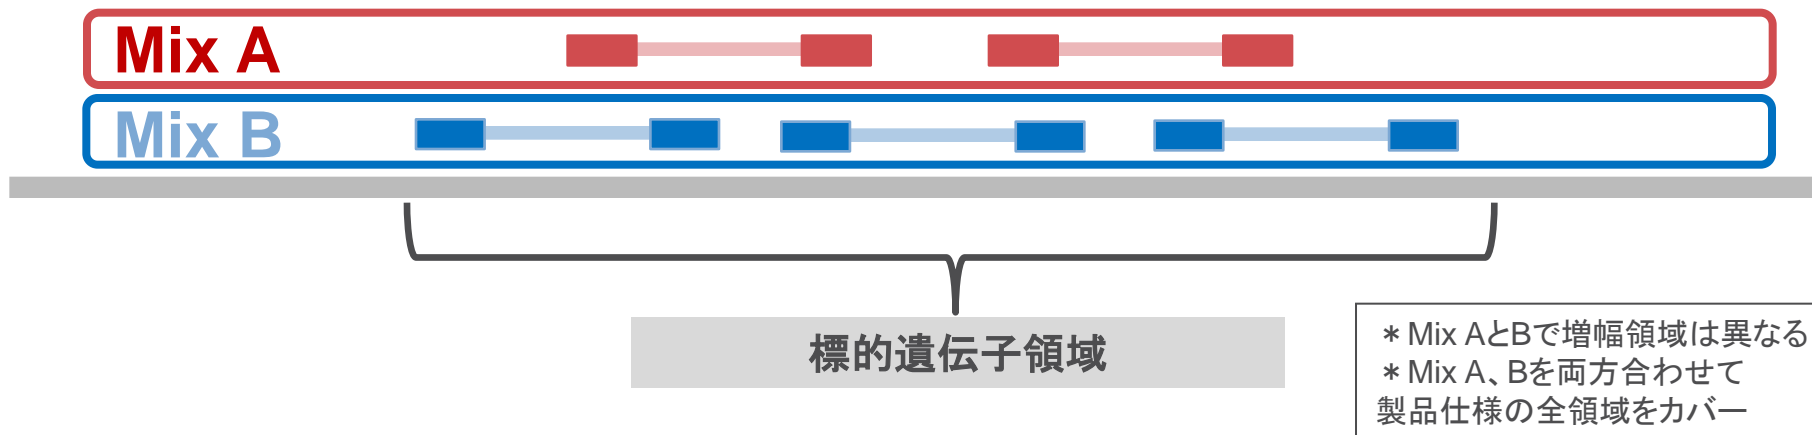 Mix A
Mix B
標的遺伝子領域
＊Mix AとBで増幅領域は異なる
＊Mix A、Bを両方合わせて
製品仕様の全領域をカバー